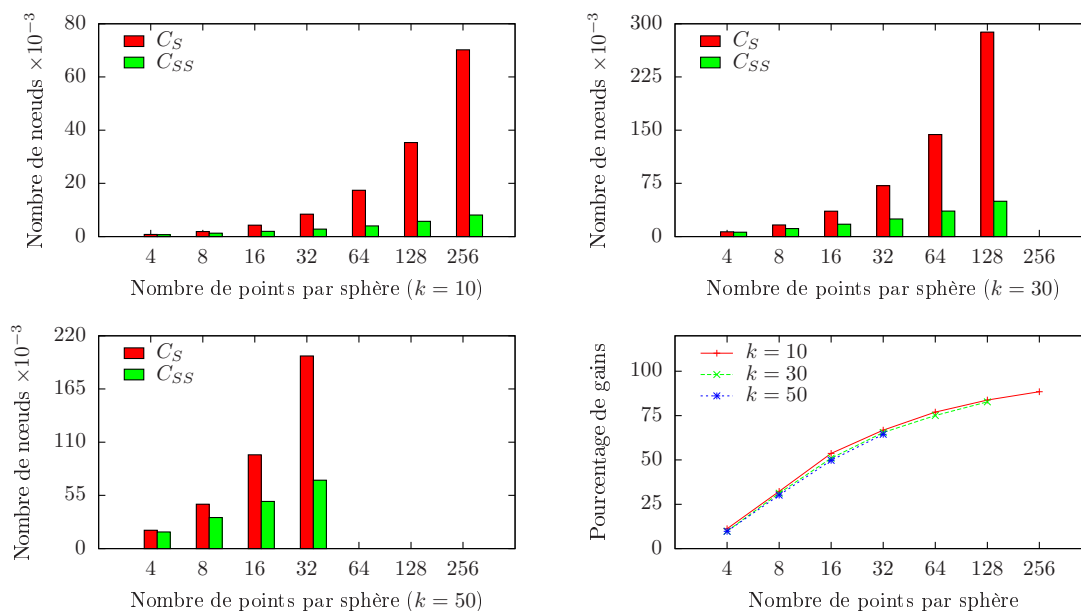 Nombre de nœuds ×10⁻³
80
60
40
20
0
C_S
C_SS
4 8 16 32 64 128 256
Nombre de points par sphère (k = 10)
Nombre de nœuds ×10⁻³
300
225
150
75
0
C_S
C_SS
4 8 16 32 64 128 256
Nombre de points par sphère (k = 30)
Nombre de nœuds ×10⁻³
220
165
110
55
0
C_S
C_SS
4 8 16 32 64 128 256
Nombre de points par sphère (k = 50)
Pourcentage de gains
100
75
50
25
0
k = 10
k = 30
k = 50
4 8 16 32 64 128 256
Nombre de points par sphère